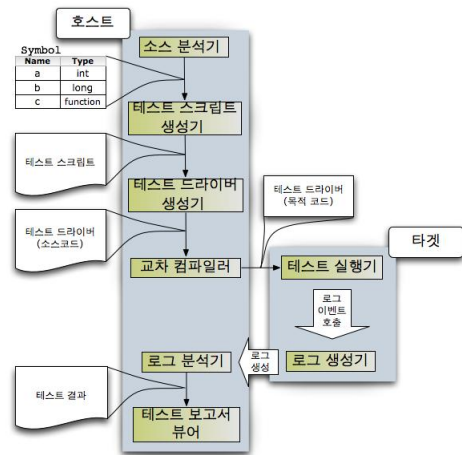 호스트
Symbol
Name Type
a int
b long
c function
소스 분석기
테스트 스크립트
생성기
테스트 스크립트
테스트 드라이버
생성기
테스트 드라이버
(소스코드)
테스트 드라이버
(목적 코드)
교차 컴파일러
타겟
테스트 실행기
로그
이벤트
호출
로그 분석기
로그
생성
로그 생성기
테스트 결과
테스트 보고서
뷰어